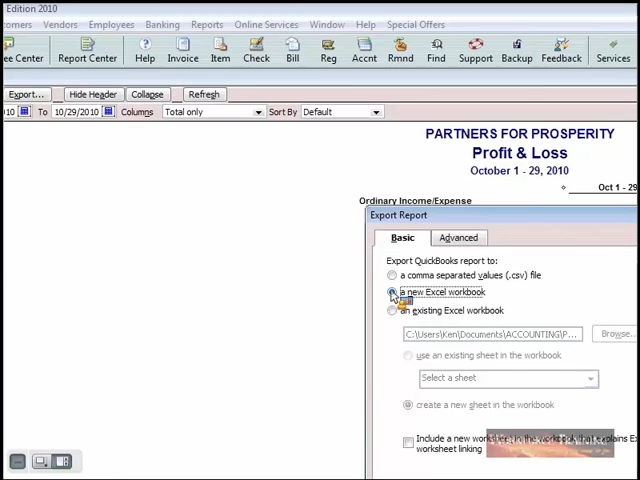 Edition 2010
tomers Vendors Employees Banking Reports Online Services Window Help Special Offers
ee Center Report Center Help Invoice Item Check Bill Reg Accnt Rmnd Find Support Backup Feedback Services
Export... Hide Header Collapse Refresh
010 To 10/29/2010 Columns Total only Sort By Default
PARTNERS FOR PROSPERITY
Profit & Loss
October 1 - 29, 2010
Oct 1 - 29
Ordinary Income/Expense
Export Report
Basic Advanced
Export QuickBooks report to:
a comma separated values (.csv) file
a new Excel workbook
an existing Excel workbook
C:\Users\Ken\Documents\ACCOUNTING\P... Browse..
use an existing sheet in the workbook
Select a sheet
create a new sheet in the workbook
Include a new worksheet in the workbook that explains E
worksheet linking